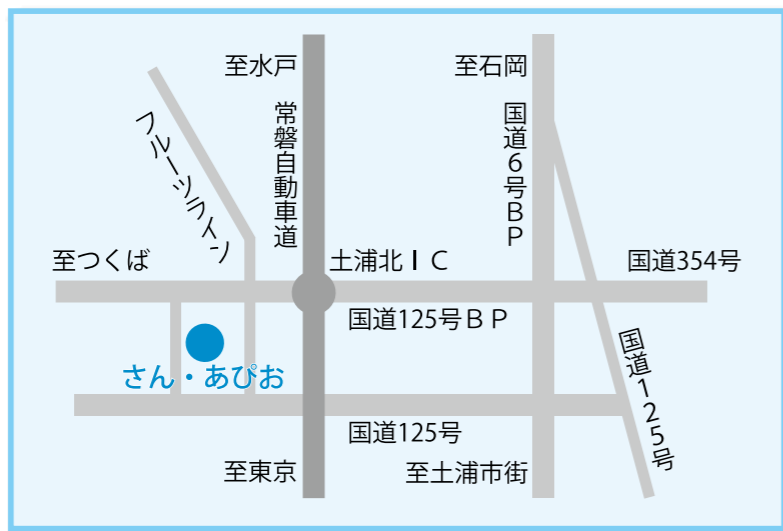 至水戸
至石岡
フルーツライン
常磐自動車道
国道6号BP
至つくば
土浦北IC
国道354号
国道125号BP
さん・あぴお
国道125号
国道125号
至東京
至土浦市街